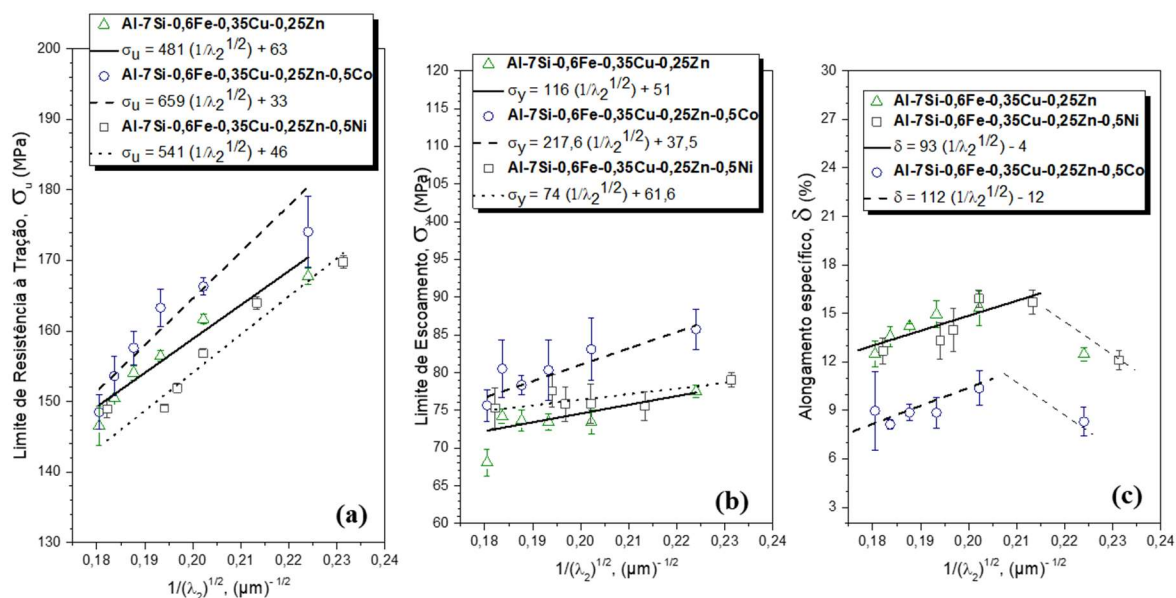 Al-7Si-0,6Fe-0,35Cu-0,25Zn
σu = 481 (1/λ2^1/2) + 63
Al-7Si-0,6Fe-0,35Cu-0,25Zn-0,5Co
σu = 659 (1/λ2^1/2) + 33
Al-7Si-0,6Fe-0,35Cu-0,25Zn-0,5Ni
σu = 541 (1/λ2^1/2) + 46
Limite de Resistência à Tração, σu (MPa)
200
190
180
170
160
150
140
130
0,18 0,19 0,20 0,21 0,22 0,23 0,24
1/(λ2)^1/2, (µm)^-1/2
(a)
Al-7Si-0,6Fe-0,35Cu-0,25Zn
σy = 116 (1/λ2^1/2) + 51
Al-7Si-0,6Fe-0,35Cu-0,25Zn-0,5Co
σy = 217,6 (1/λ2^1/2) + 37,5
Al-7Si-0,6Fe-0,35Cu-0,25Zn-0,5Ni
σy = 74 (1/λ2^1/2) + 61,6
Limite de Escoamento, σ (MPa)
120
115
110
105
100
95
90
85
80
75
70
65
60
0,18 0,19 0,20 0,21 0,22 0,23 0,24
1/(λ2)^1/2, (µm)^-1/2
(b)
Al-7Si-0,6Fe-0,35Cu-0,25Zn
Al-7Si-0,6Fe-0,35Cu-0,25Zn-0,5Ni
δ = 93 (1/λ2^1/2) - 4
Al-7Si-0,6Fe-0,35Cu-0,25Zn-0,5Co
δ = 112 (1/λ2^1/2) - 12
Alongamento específico, δ (%)
30
27
24
21
18
15
12
9
6
3
0,18 0,19 0,20 0,21 0,22 0,23 0,24
1/(λ2)^1/2, (µm)^-1/2
(c)